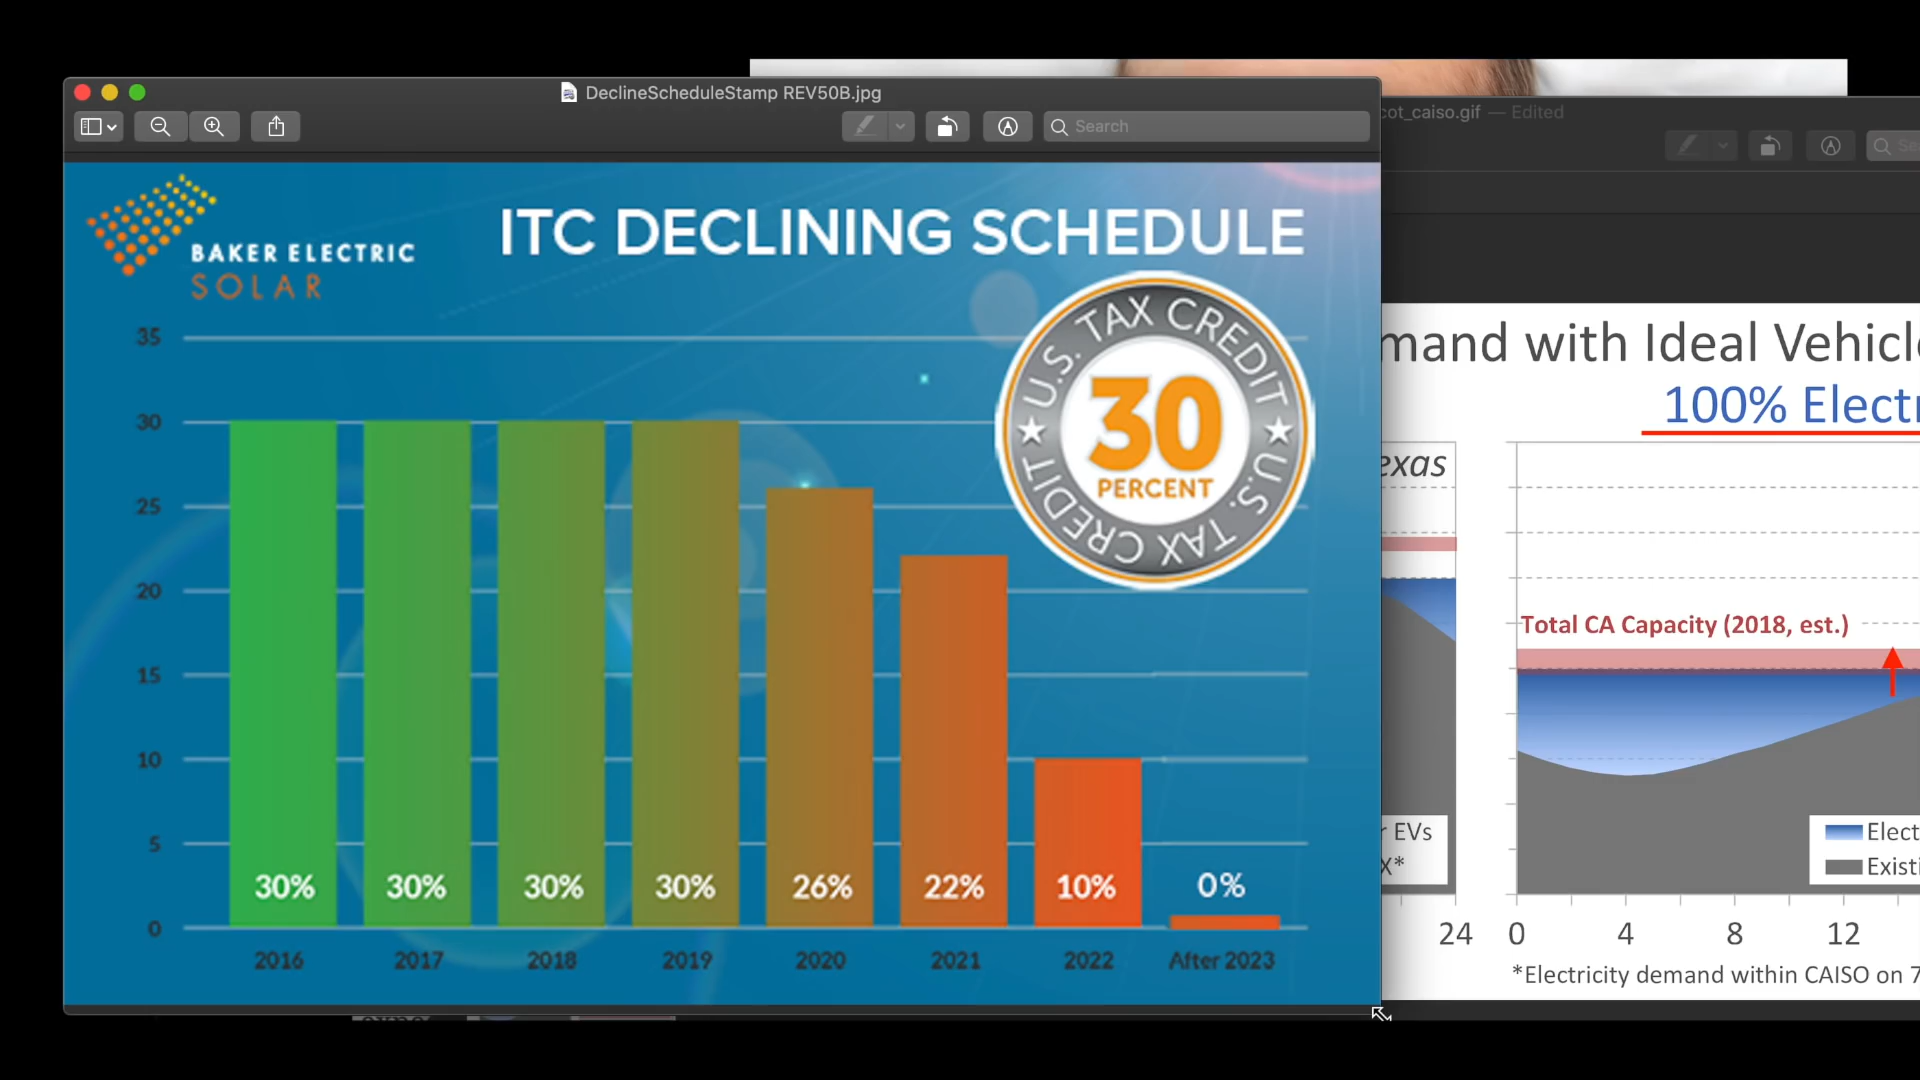 DeclineScheduleStamp REV50B.jpg
Search
cot_caiso.gif — Edited
BAKER ELECTRIC
SOLAR
ITC DECLINING SCHEDULE
U.S. TAX CREDIT
30
PERCENT
U.S. TAX CREDIT
35
30
25
20
15
10
5
0
30%
30%
30%
30%
26%
22%
10%
0%
2016
2017
2018
2019
2020
2021
2022
After 2023
mand with Ideal Vehicl
100% Electr
exas
Total CA Capacity (2018, est.)
r EVs
X*
Elect
Existi
24
0
4
8
12
*Electricity demand within CAISO on 7